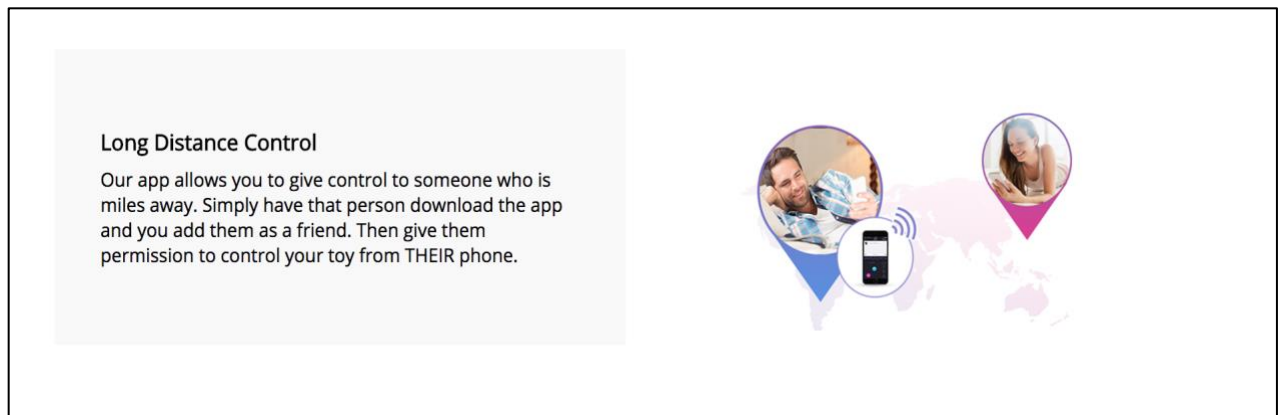 Long Distance Control
Our app allows you to give control to someone who is
miles away. Simply have that person download the app
and you add them as a friend. Then give them
permission to control your toy from THEIR phone.